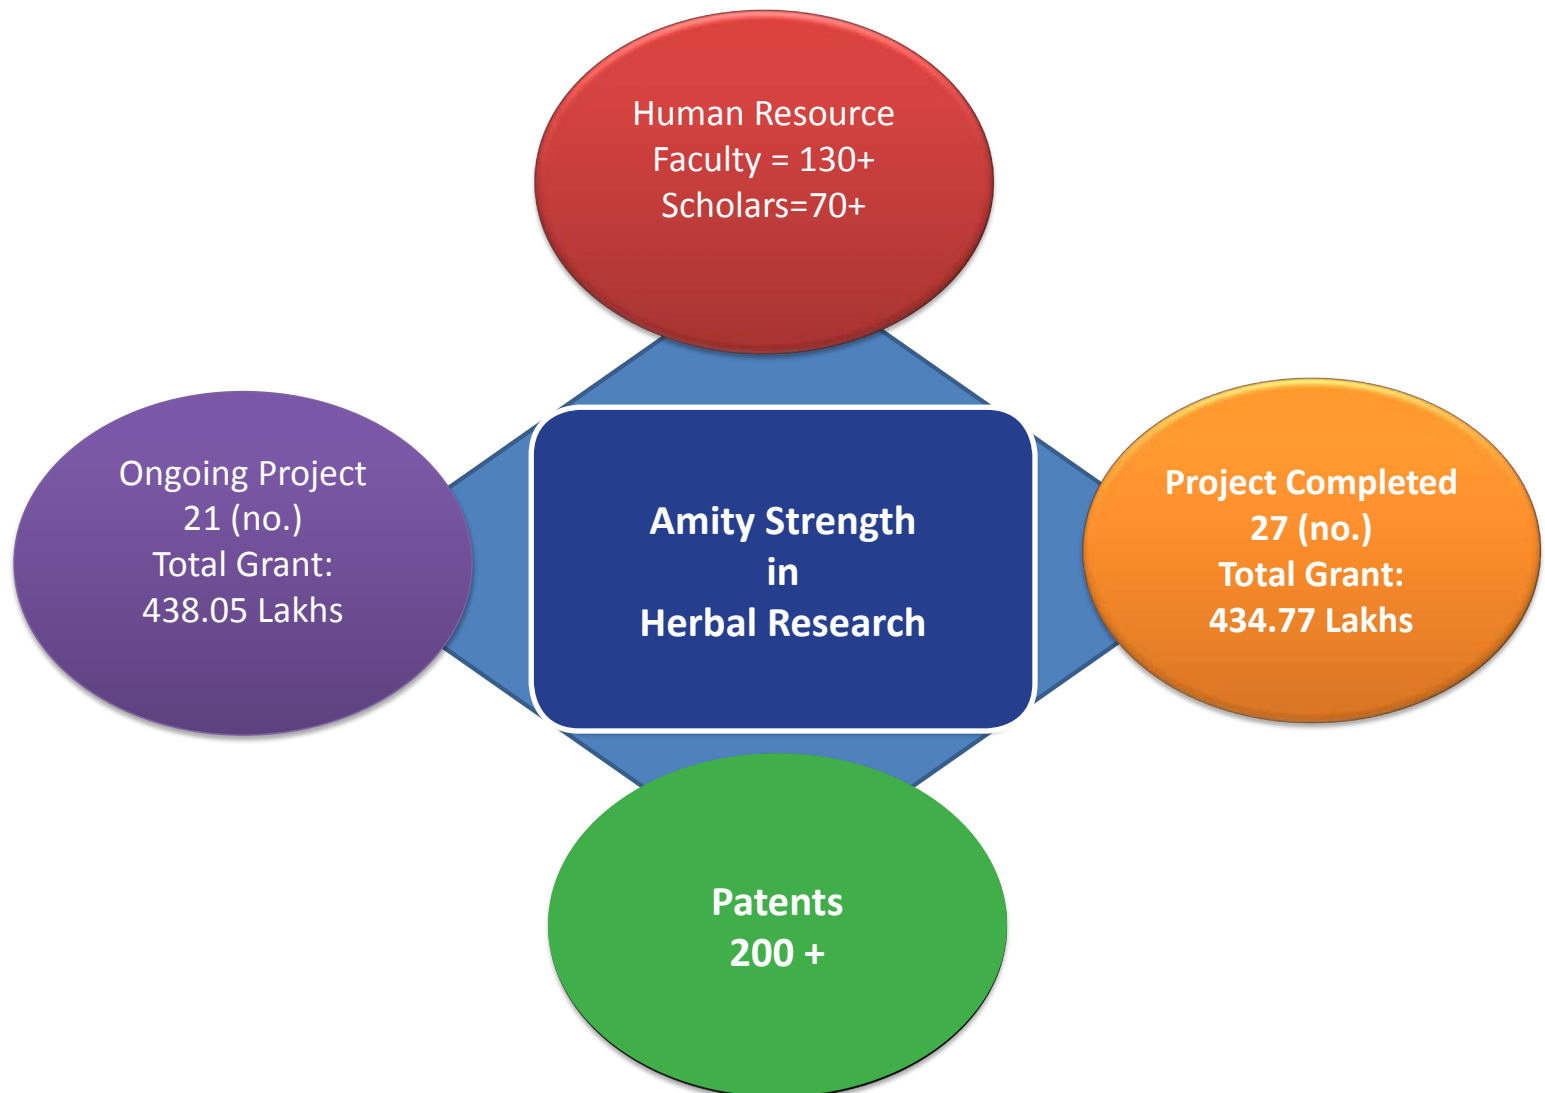 Human Resource
Faculty = 130+
Scholars=70+
Ongoing Project
21 (no.)
Total Grant:
438.05 Lakhs
Amity Strength
in
Herbal Research
Project Completed
27 (no.)
Total Grant:
434.77 Lakhs
Patents
200 +